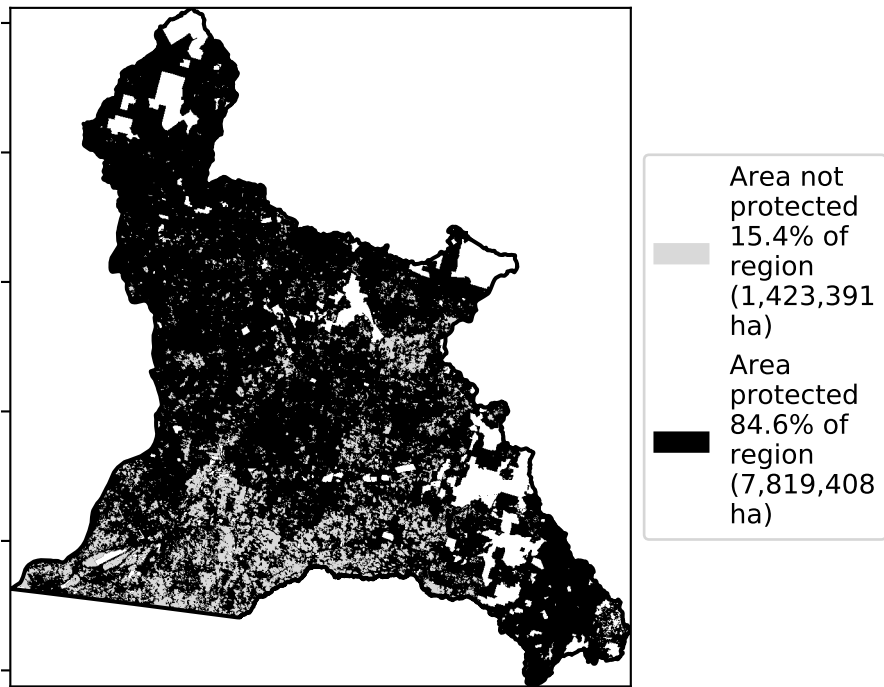 Area not
protected
15.4% of
region
(1,423,391
ha)
Area
protected
84.6% of
region
(7,819,408
ha)